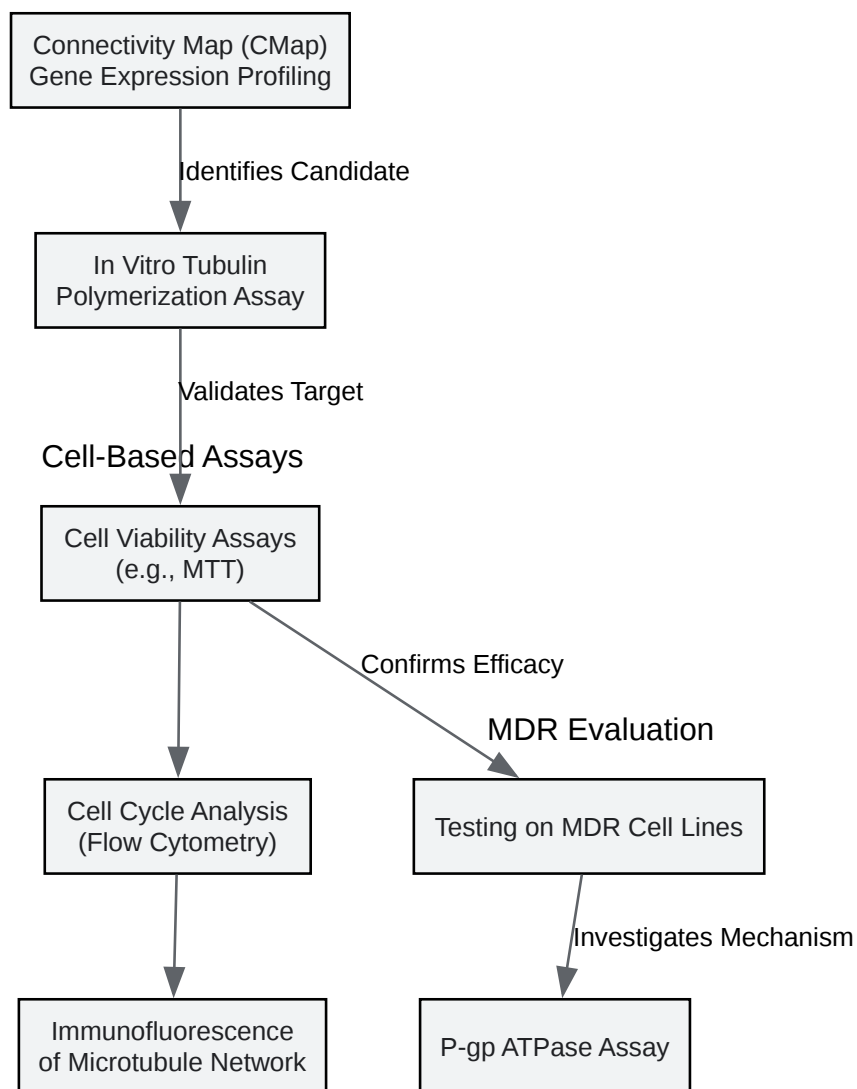 Connectivity Map (CMap)
Gene Expression Profiling
Identifies Candidate
In Vitro Tubulin
Polymerization Assay
Validates Target
Cell-Based Assays
Cell Viability Assays
(e.g., MTT)
Confirms Efficacy
MDR Evaluation
Cell Cycle Analysis
(Flow Cytometry)
Testing on MDR Cell Lines
Investigates Mechanism
Immunofluorescence
of Microtubule Network
P-gp ATPase Assay